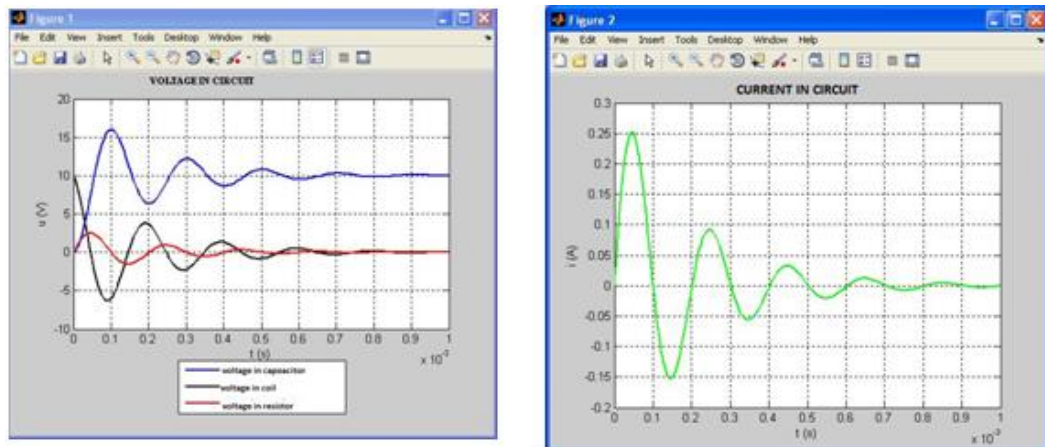 Figure 1
File Edit View Insert Tools Desktop Window Help
VOLTAGE IN CIRCUIT
20
15
10
5
0
-5
-10
u (V)
0 0.1 0.2 0.3 0.4 0.5 0.6 0.7 0.8 0.9 1
t (s)
voltage in capsacitor
voltage in coil
voltage in resistor
Figure 2
File Edit View Insert Tools Desktop Window Help
CURRENT IN CIRCUIT
0.3
0.25
0.2
0.15
0.1
0.05
0
-0.05
-0.1
-0.15
-0.2
i (A)
0 0.1 0.2 0.3 0.4 0.5 0.6 0.7 0.8 0.9 1
t (s)
x 10⁻³